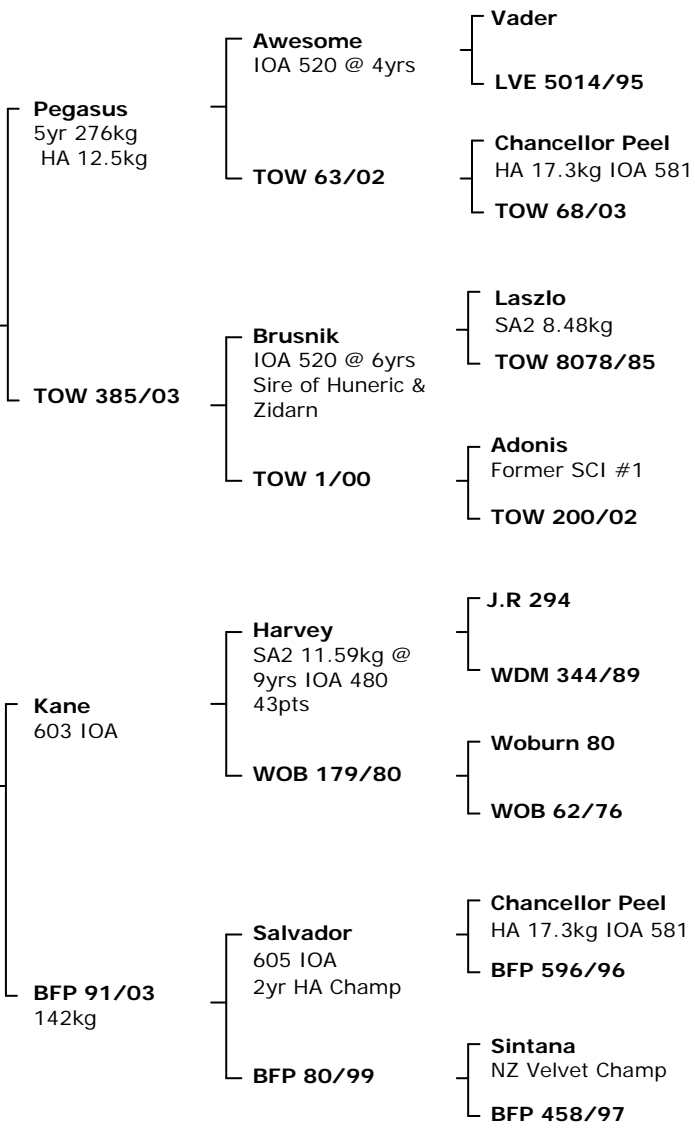 Pegasus
5yr 276kg
HA 12.5kg
Awesome
IOA 520 @ 4yrs
Vader
LVE 5014/95
TOW 63/02
Chancellor Peel
HA 17.3kg IOA 581
TOW 68/03
TOW 385/03
Brusnik
IOA 520 @ 6yrs
Sire of Huneric &
Zidarn
Laszlo
SA2 8.48kg
TOW 8078/85
TOW 1/00
Adonis
Former SCI #1
TOW 200/02
Kane
603 IOA
Harvey
SA2 11.59kg @
9yrs IOA 480
43pts
J.R 294
WDM 344/89
WOB 179/80
Woburn 80
WOB 62/76
BFP 91/03
142kg
Salvador
605 IOA
2yr HA Champ
Chancellor Peel
HA 17.3kg IOA 581
BFP 596/96
BFP 80/99
Sintana
NZ Velvet Champ
BFP 458/97